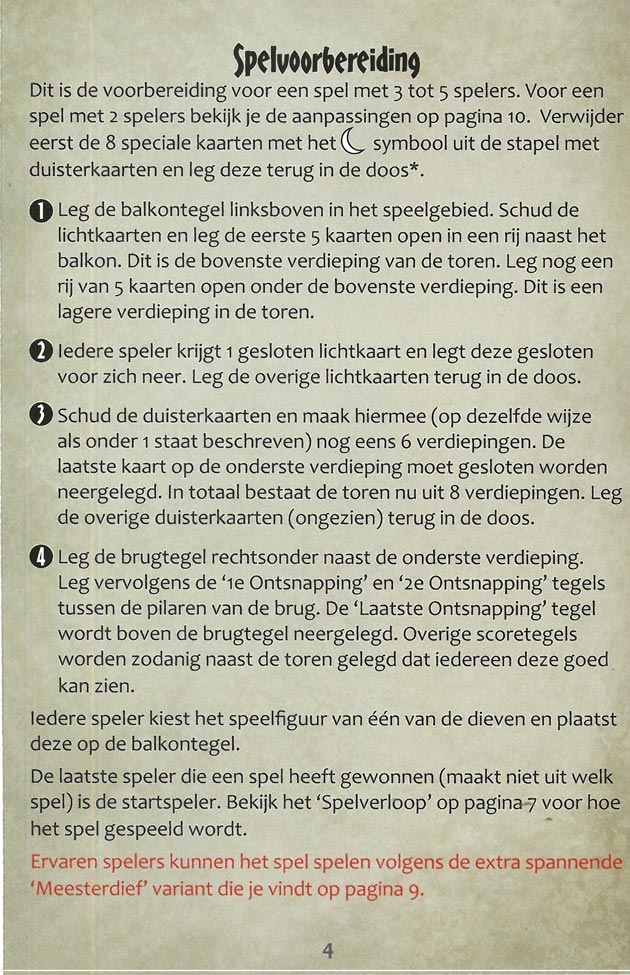 Spelvoorbereiding
Dit is de voorbereiding voor een spel met 3 tot 5 spelers. Voor een
spel met 2 spelers bekijk je de aanpassingen op pagina 10. Verwijder
eerst de 8 speciale kaarten met het symbool uit de stapel met
duisterkaarten en leg deze terug in de doos*.
1 Leg de balkontegel linksboven in het speelgebied. Schud de
lichtkaarten en leg de eerste 5 kaarten open in een rij naast het
balkon. Dit is de bovenste verdieping van de toren. Leg nog een
rij van 5 kaarten open onder de bovenste verdieping. Dit is een
lagere verdieping in de toren.
2 Iedere speler krijgt 1 gesloten lichtkaart en legt deze gesloten
voor zich neer. Leg de overige lichtkaarten terug in de doos.
3 Schud de duisterkaarten en maak hiermee (op dezelfde wijze
als onder 1 staat beschreven) nog eens 6 verdiepingen. De
laatste kaart op de onderste verdieping moet gesloten worden
neergelegd. In totaal bestaat de toren nu uit 8 verdiepingen. Leg
de overige duisterkaarten (ongezien) terug in de doos.
4 Leg de brugtegel rechtsonder naast de onderste verdieping.
Leg vervolgens de ‘1e Ontsnapping’ en ‘2e Ontsnapping’ tegels
tussen de pilaren van de brug. De ‘Laatste Ontsnapping’ tegel
wordt boven de brugtegel neergelegd. Overige scoretegels
worden zodanig naast de toren gelegd dat iedereen deze goed
kan zien.
Iedere speler kiest het speelfiguur van één van de dieven en plaatst
deze op de balkontegel.
De laatste speler die een spel heeft gewonnen (maakt niet uit welk
spel) is de startspeler. Bekijk het ‘Spelverloop’ op pagina 7 voor hoe
het spel gespeeld wordt.
Ervaren spelers kunnen het spel spelen volgens de extra spannende
‘Meesterdief’ variant die je vindt op pagina 9.
4